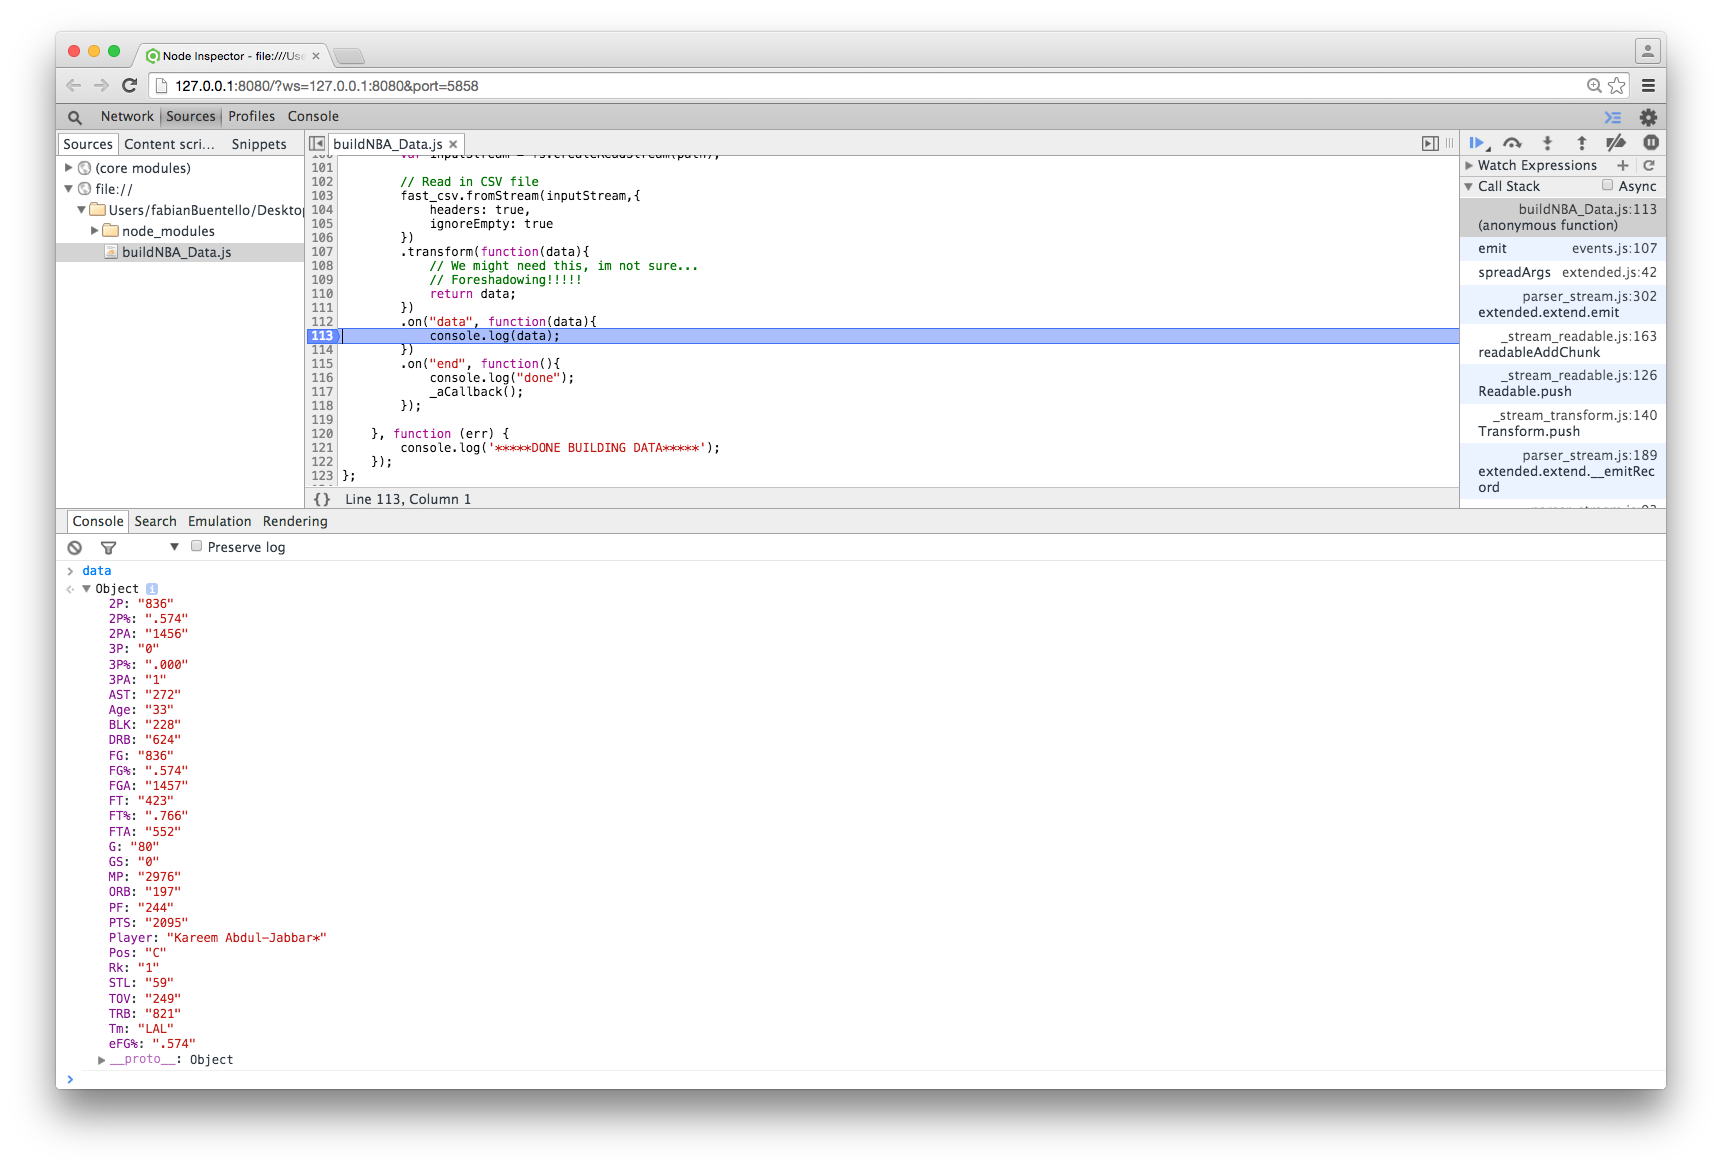 Node Inspector - file:///Use
127.0.0.1:8080/?ws=127.0.0.1:8080&port=5858
Network Sources Profiles Console
Sources Content scri... Snippets
buildNBA_Data.js
(core modules)
file://
Users/fabianBuentello/Desktop
node_modules
buildNBA_Data.js
101
102 // Read in CSV file
103 fast_csv.fromStream(inputStream,{
104 headers: true,
105 ignoreEmpty: true
106 })
107 .transform(function(data){
108 // We might need this, im not sure...
109 // Foreshadowing!!!!!
110 return data;
111 })
112 .on("data", function(data){
113 console.log(data);
114 })
115 .on("end", function(){
116 console.log("done");
117 _aCallback();
118 });
119
120 }, function (err) {
121 console.log('*****DONE BUILDING DATA*****');
122 });
123 };
{} Line 113, Column 1
Watch Expressions
Call Stack Async
buildNBA_Data.js:113
(anonymous function)
emit events.js:107
spreadArgs extended.js:42
parser_stream.js:302
extended.extend.emit
_stream_readable.js:163
readableAddChunk
_stream_readable.js:126
Readable.push
_stream_transform.js:140
Transform.push
parser_stream.js:189
extended.extend.__emitRec
ord
Console Search Emulation Rendering
Preserve log
data
Object
2P: "836"
2P%: ".574"
2PA: "1456"
3P: "0"
3P%: ".000"
3PA: "1"
AST: "272"
Age: "33"
BLK: "228"
DRB: "624"
FG: "836"
FG%: ".574"
FGA: "1457"
FT: "423"
FT%: ".766"
FTA: "552"
G: "80"
GS: "0"
MP: "2976"
ORB: "197"
PF: "244"
PTS: "2095"
Player: "Kareem Abdul-Jabbar*"
Pos: "C"
Rk: "1"
STL: "59"
TOV: "249"
TRB: "821"
Tm: "LAL"
eFG%: ".574"
__proto__: Object